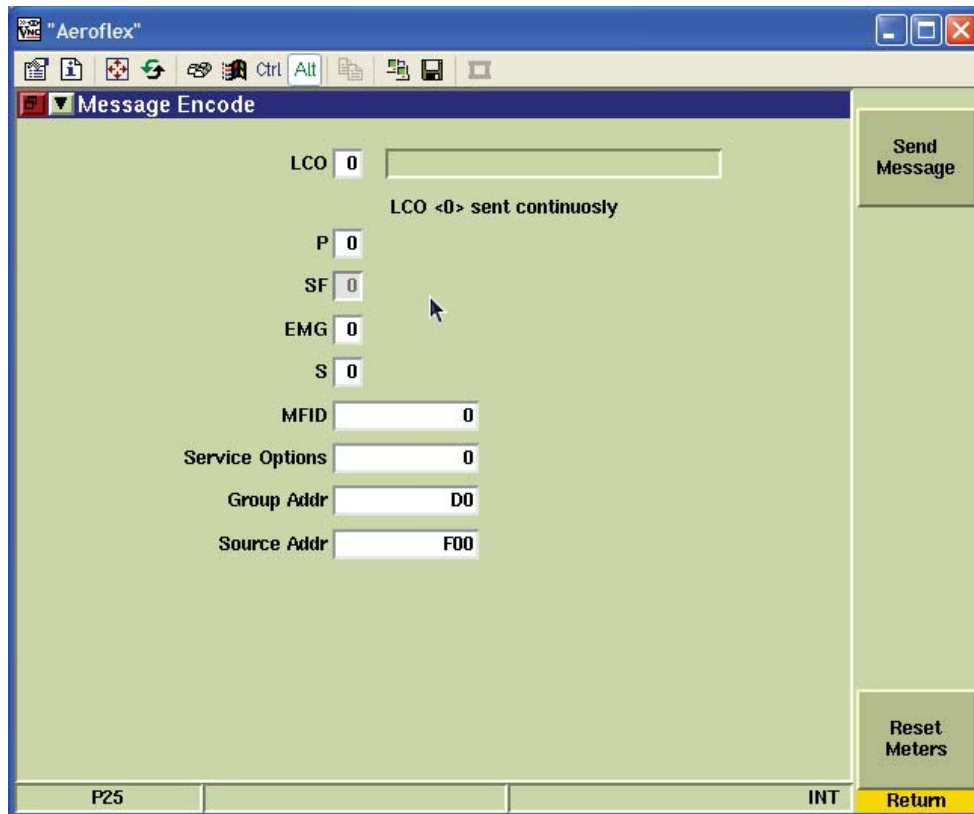 "Aeroflex"
Ctrl Alt
Message Encode
LCO 0
LCO <0> sent continuosly
P 0
SF 0
EMG 0
S 0
MFID 0
Service Options 0
Group Addr D0
Source Addr F00
Send
Message
Reset
Meters
P25 INT Return